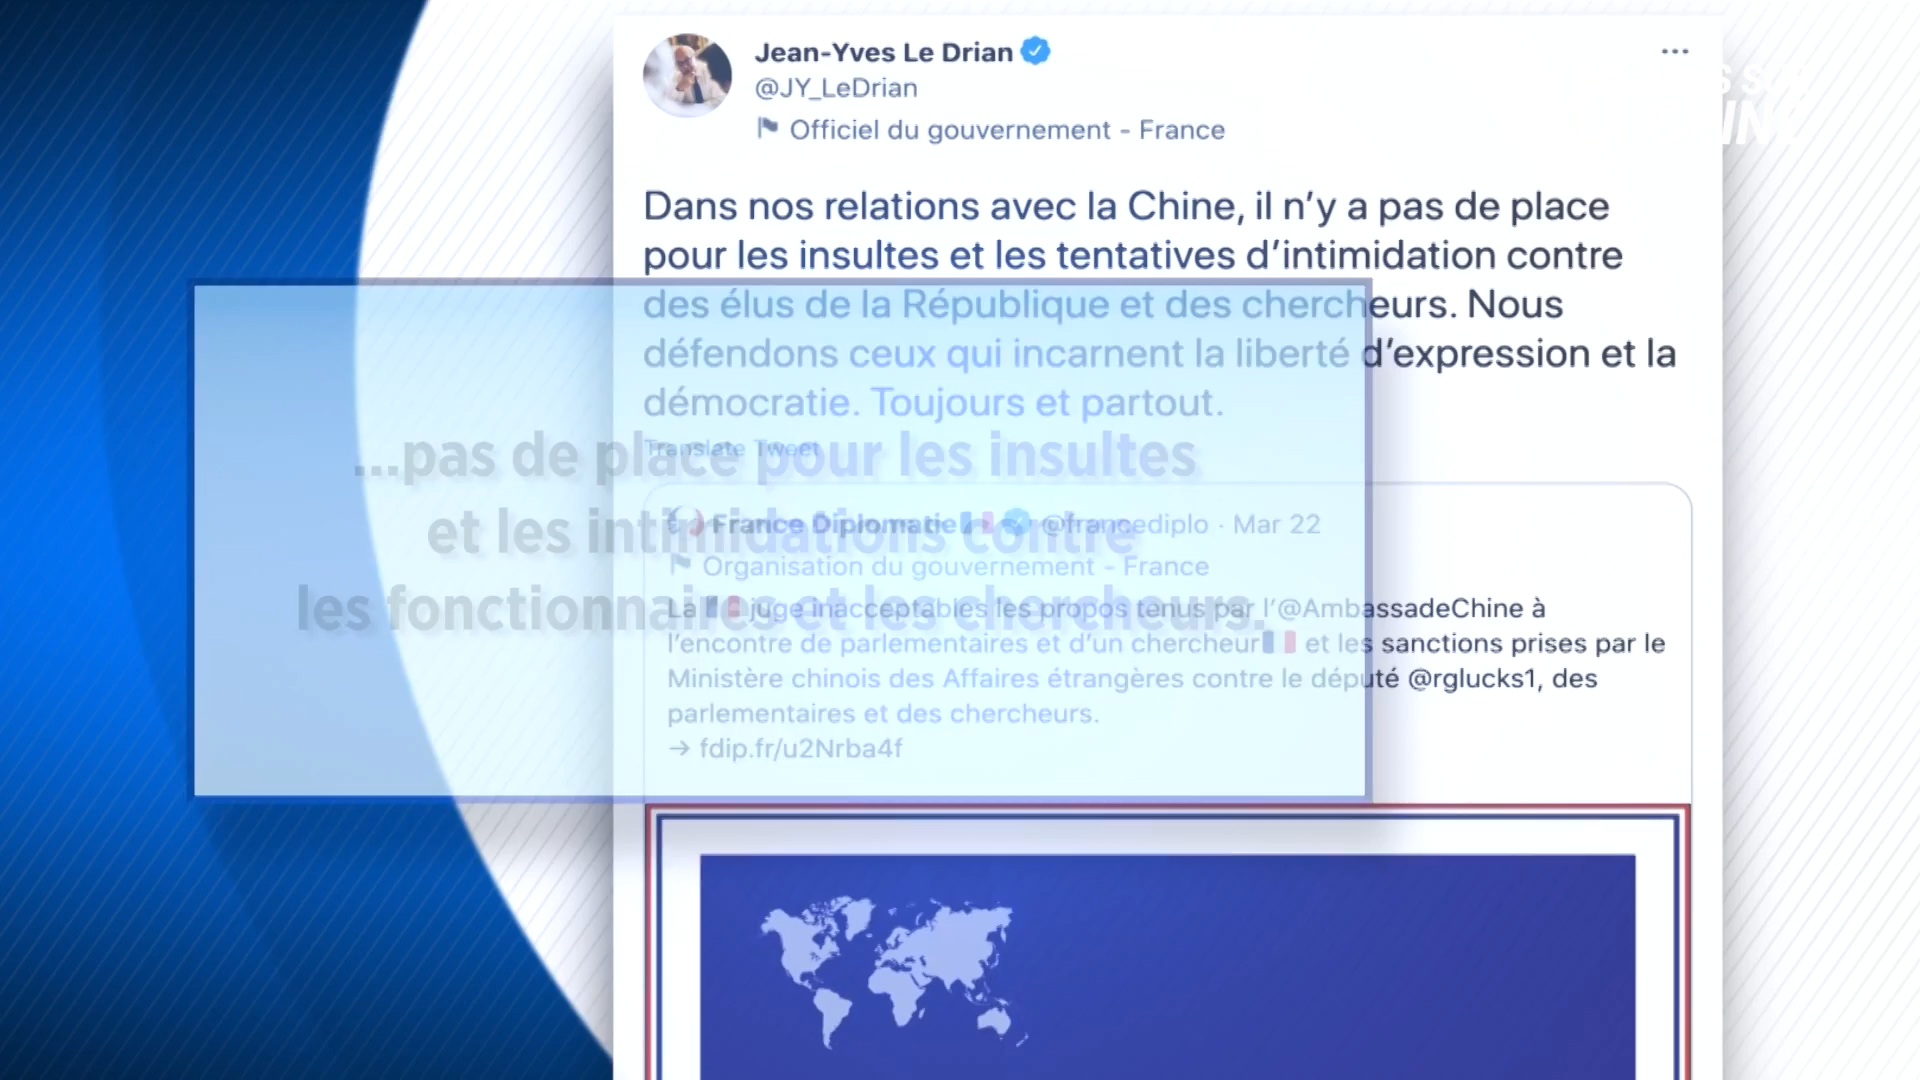 Jean-Yves Le Drian
@JY_LeDrian
Officiel du gouvernement - France
Dans nos relations avec la Chine, il n’y a pas de place
pour les insultes et les tentatives d’intimidation contre
des élus de la République et des chercheurs. Nous
défendons ceux qui incarnent la liberté d’expression et la
démocratie. Toujours et partout.
Translate Tweet
...pas de place pour les insultes
et les intimidations contre
les fonctionnaires et les chercheurs.
France Diplomatie @francediplo · Mar 22
Organisation du gouvernement - France
La juge inacceptables les propos tenus par l’@AmbassadeChine à
l’encontre de parlementaires et d’un chercheur et les sanctions prises par le
Ministère chinois des Affaires étrangères contre le député @rglucks1, des
parlementaires et des chercheurs.
→ fdip.fr/u2Nrba4f